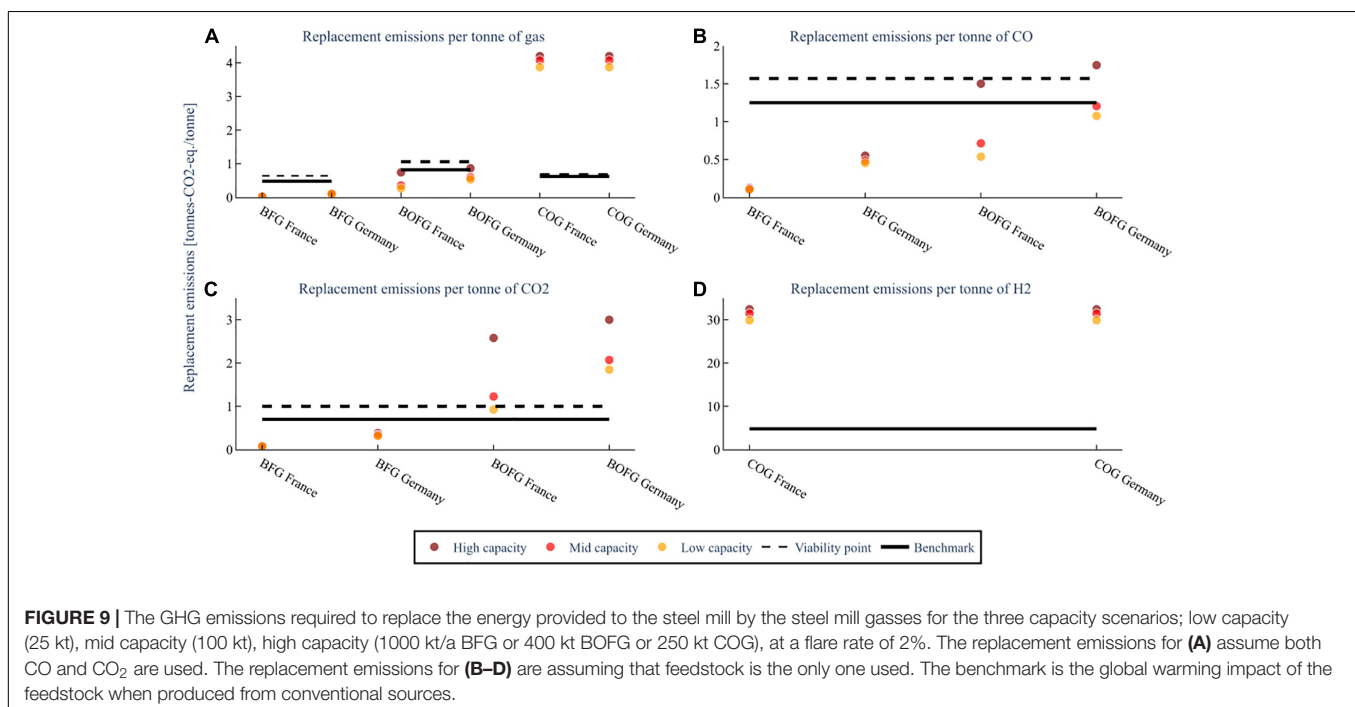 A
Replacement emissions per tonne of gas
B
Replacement emissions per tonne of CO
Replacement emissions [tonnes-CO2-eq./tonne]
4
3
2
1
0
BFG France
BFG Germany
BOFG France
BOFG Germany
COG France
COG Germany
2
1.5
1
0.5
0
BFG France
BFG Germany
BOFG France
BOFG Germany
C
Replacement emissions per tonne of CO2
D
Replacement emissions per tonne of H2
3
2
1
0
BFG France
BFG Germany
BOFG France
BOFG Germany
30
20
10
0
COG France
COG Germany
High capacity Mid capacity Low capacity Viability point Benchmark
FIGURE 9 | The GHG emissions required to replace the energy provided to the steel mill by the steel mill gasses for the three capacity scenarios; low capacity
(25 kt), mid capacity (100 kt), high capacity (1000 kt/a BFG or 400 kt BOFG or 250 kt COG), at a flare rate of 2%. The replacement emissions for (A) assume both
CO and CO₂ are used. The replacement emissions for (B–D) are assuming that feedstock is the only one used. The benchmark is the global warming impact of the
feedstock when produced from conventional sources.